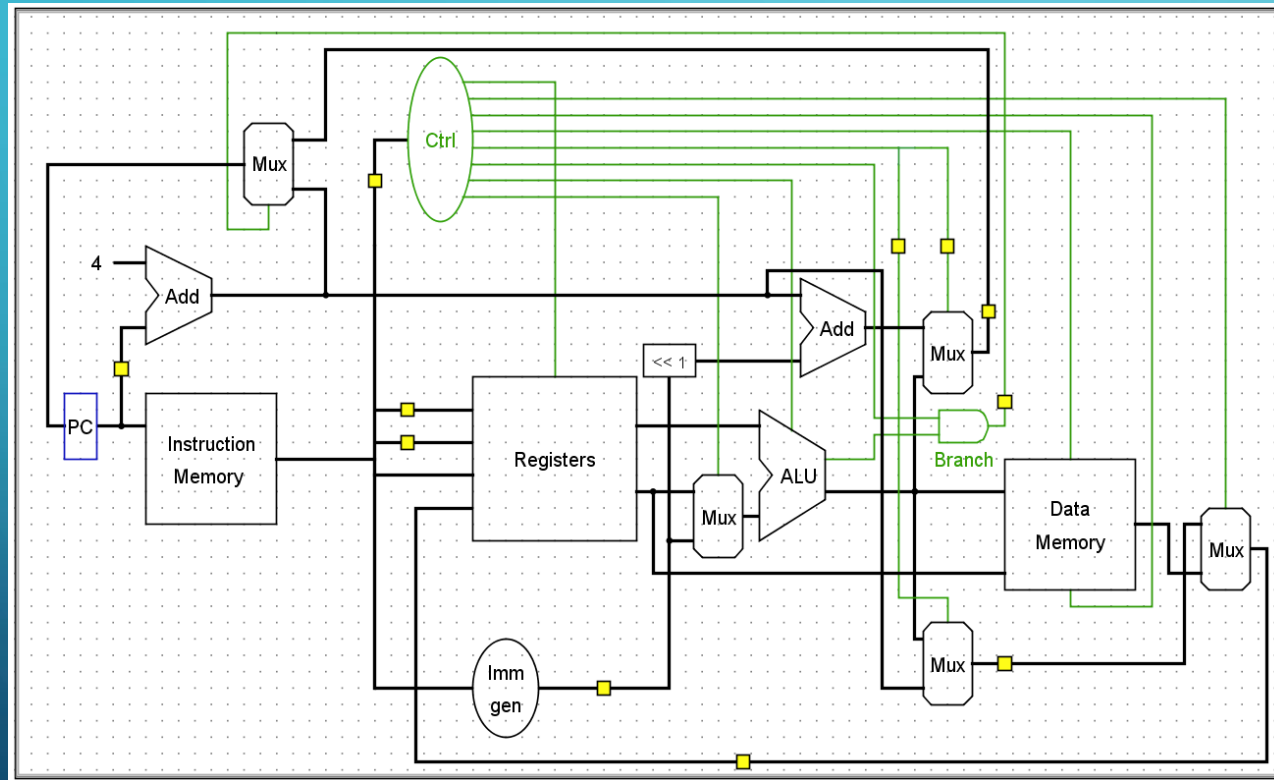 Ctrl
Mux
4
Add
Add
Mux
<< 1
PC
Instruction
Memory
Registers
ALU
Branch
Mux
Data
Memory
Mux
Imm
gen
Mux